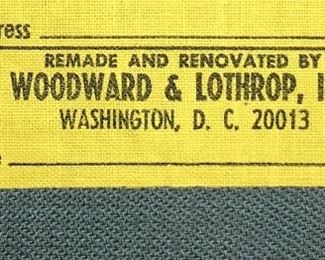 ress
REMADE AND RENOVATED BY
WOODWARD & LOTHROP, I
WASHINGTON, D. C. 20013